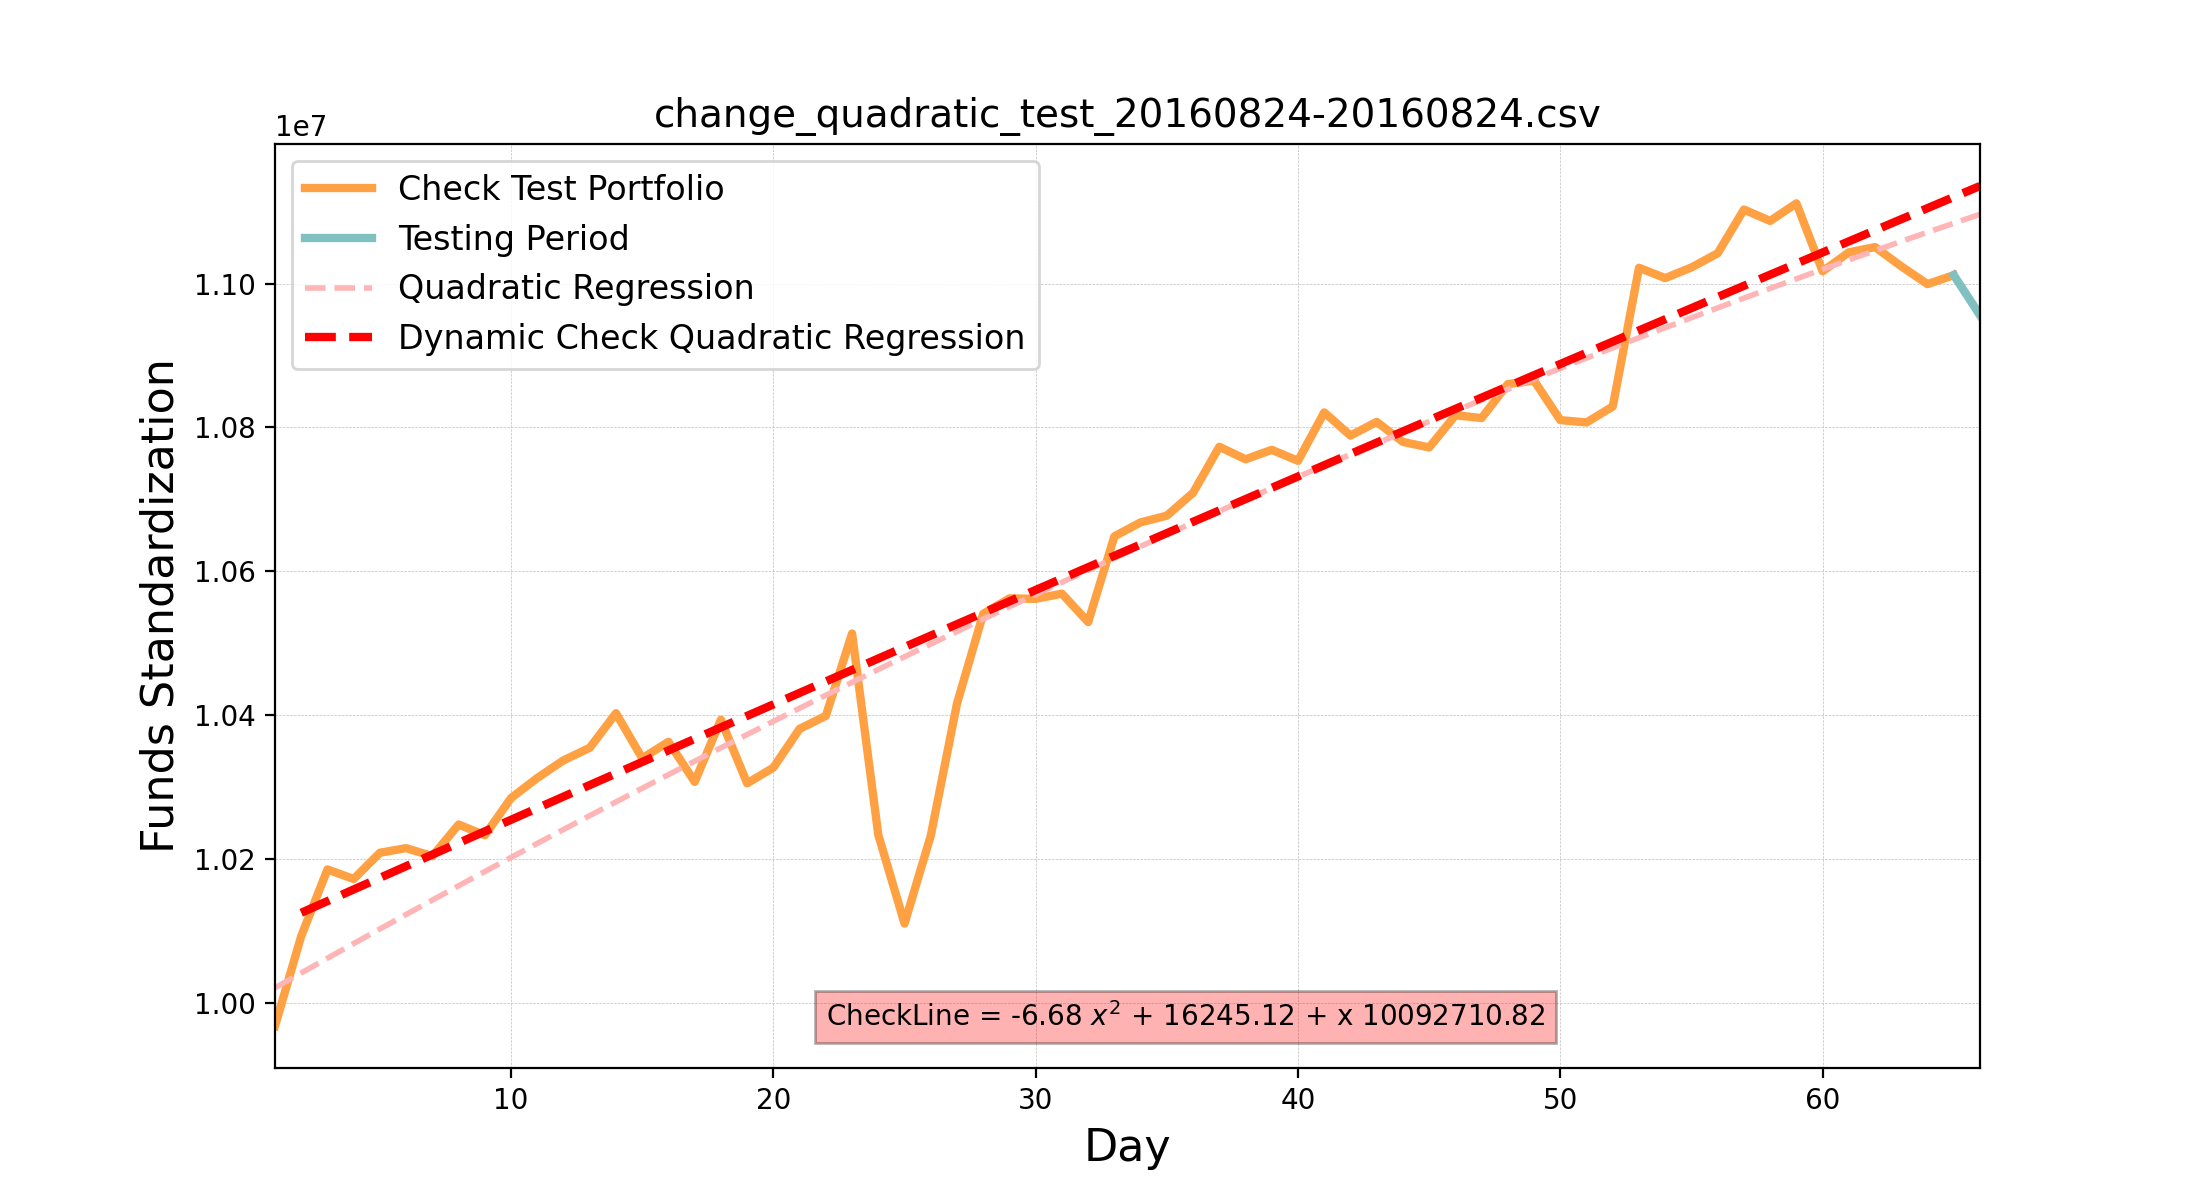 change_quadratic_test_20160824-20160824.csv
1e7
Check Test Portfolio
Testing Period
Quadratic Regression
Dynamic Check Quadratic Regression
1.10
1.08
1.06
1.04
1.02
1.00
Funds Standardization
CheckLine = -6.68 x² + 16245.12 + x 10092710.82
10 20 30 40 50 60
Day